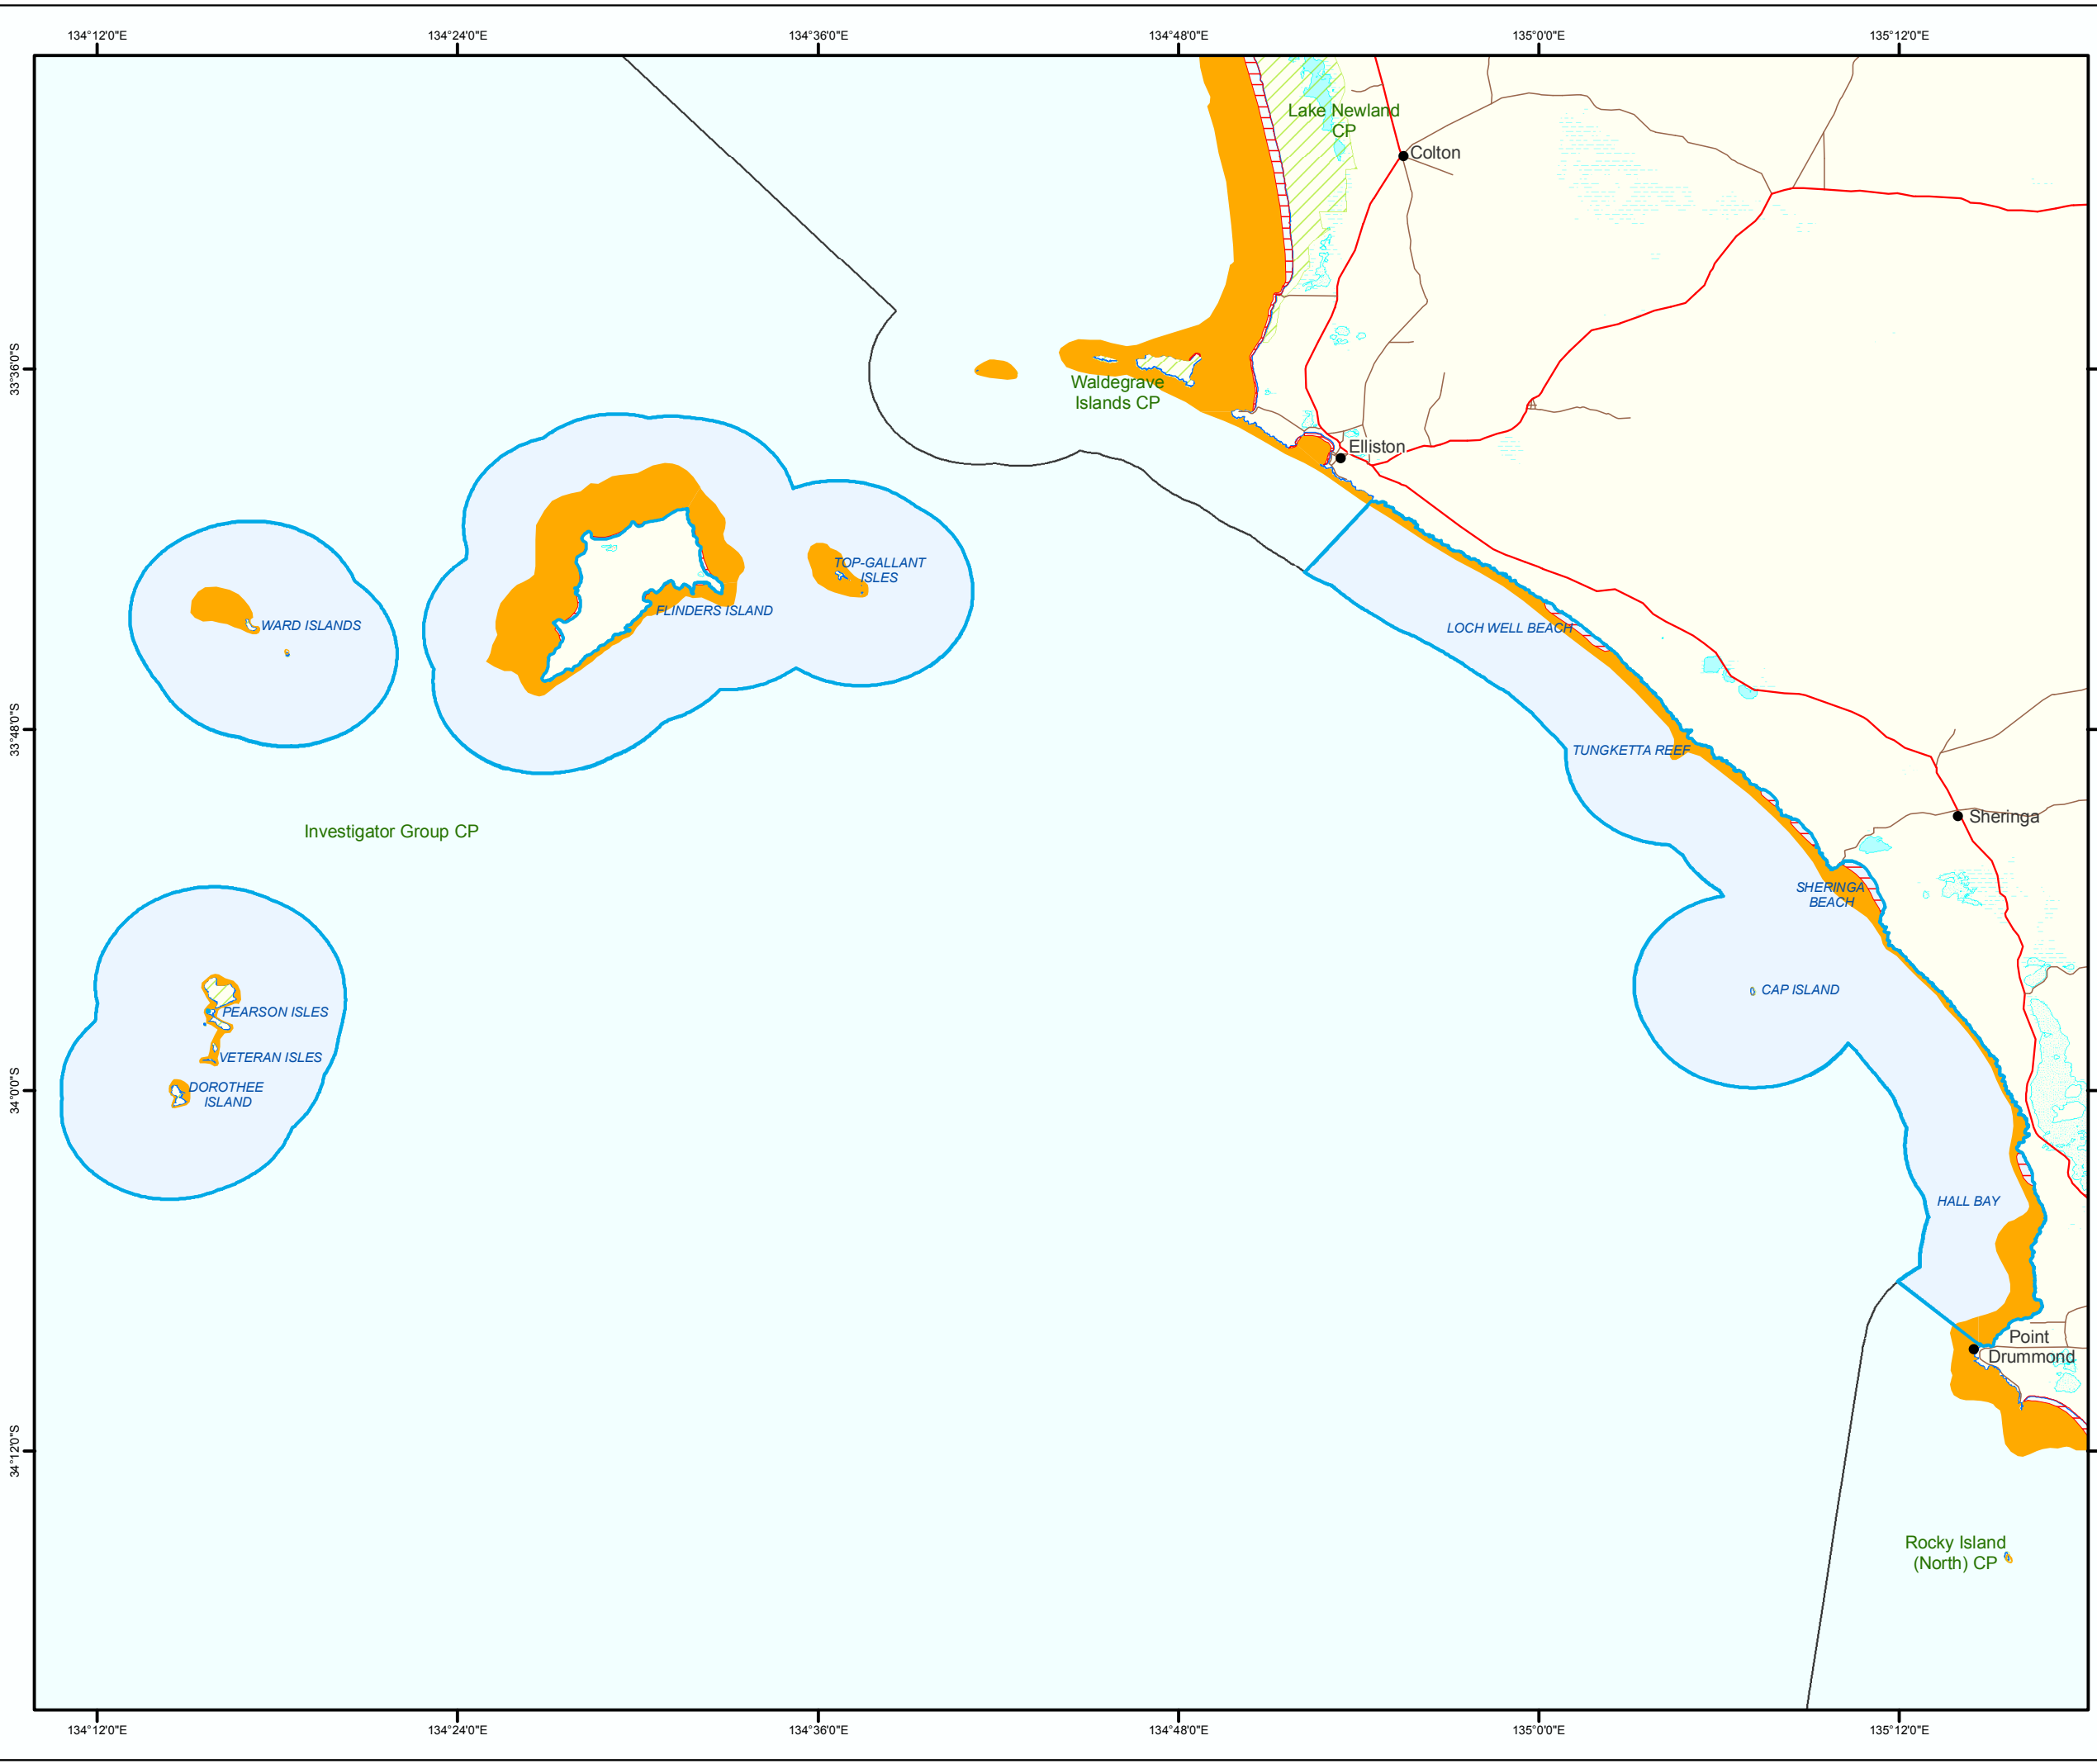 134°12'0"E
134°24'0"E
134°36'0"E
134°48'0"E
135°0'0"E
135°12'0"E
Lake Newland
CP
Colton
33°36'0"S
Waldegrave
Islands CP
Elliston
TOP-GALLANT
ISLES
FLINDERS ISLAND
WARD ISLANDS
LOCH WELL BEACH
33°48'0"S
TUNGKETTA REEF
Sheringa
Investigator Group CP
SHERINGA
BEACH
CAP ISLAND
PEARSON ISLES
VETERAN ISLES
DOROTHEE
ISLAND
34°0'0"S
HALL BAY
Point
Drummond
34°12'0"S
Rocky Island
(North) CP
134°12'0"E
134°24'0"E
134°36'0"E
134°48'0"E
135°0'0"E
135°12'0"E